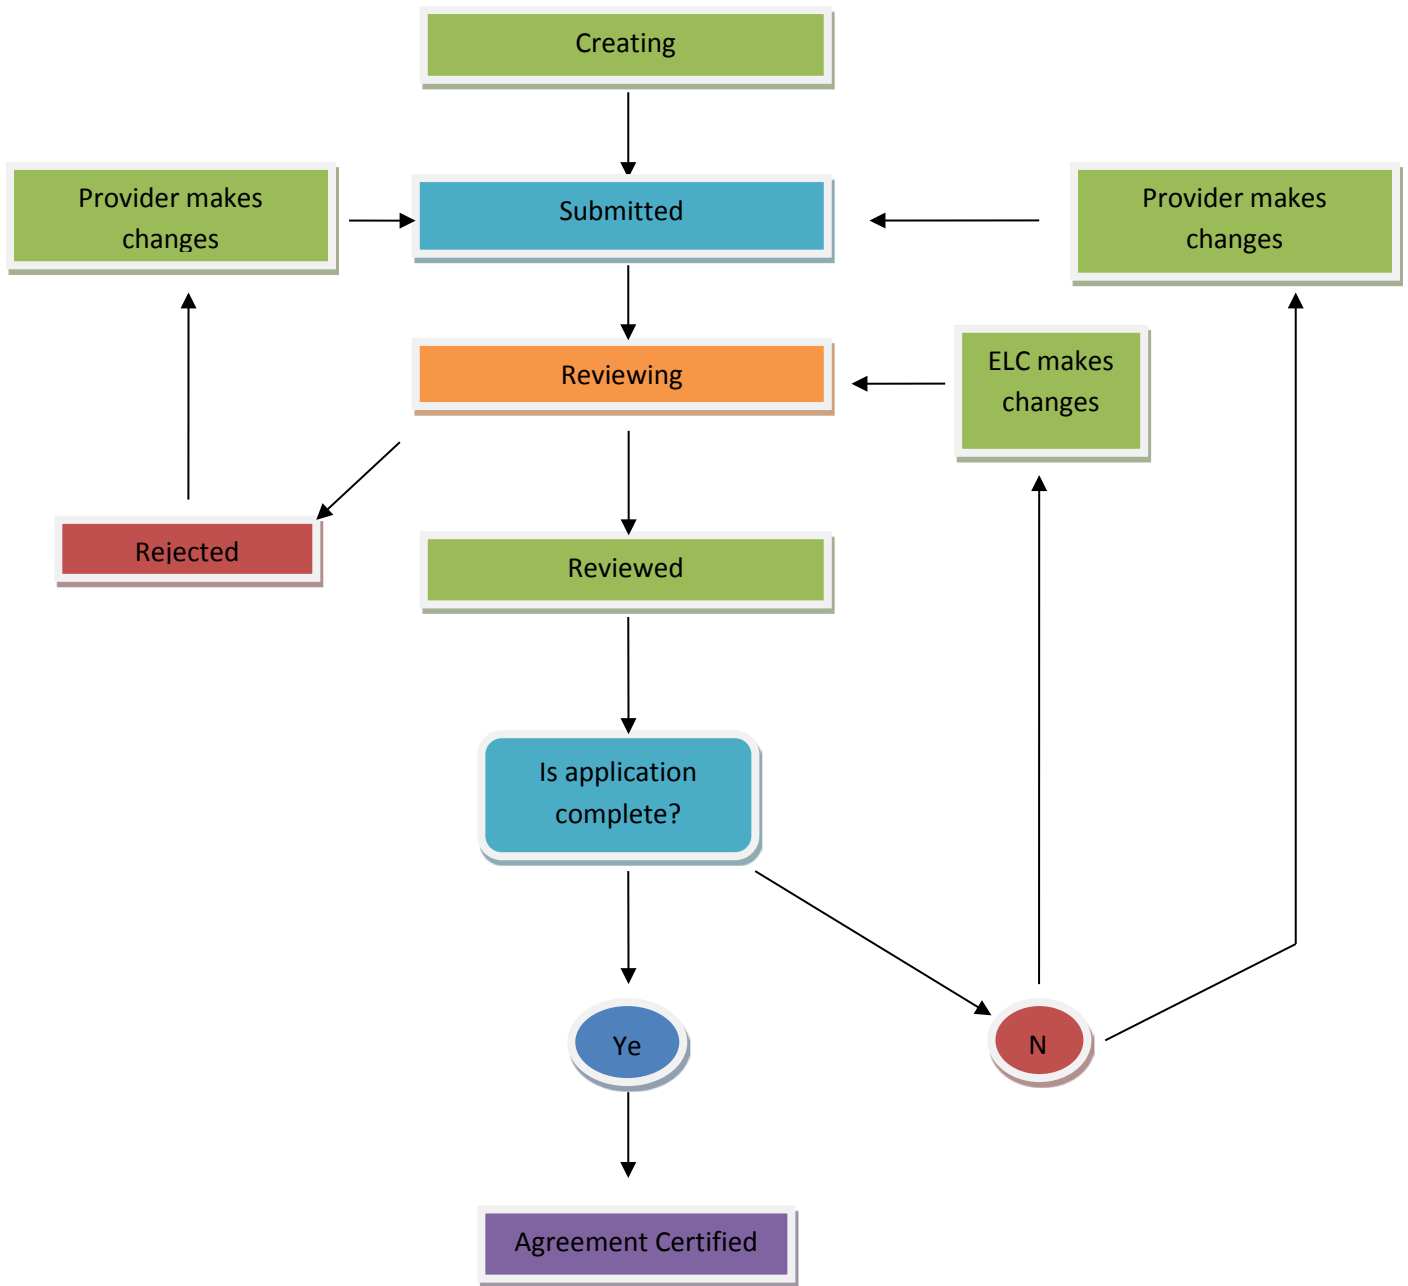 Creating
Provider makes
changes
Submitted
Provider makes
changes
Reviewing
ELC makes
changes
Rejected
Reviewed
Is application
complete?
Ye
N
Agreement Certified